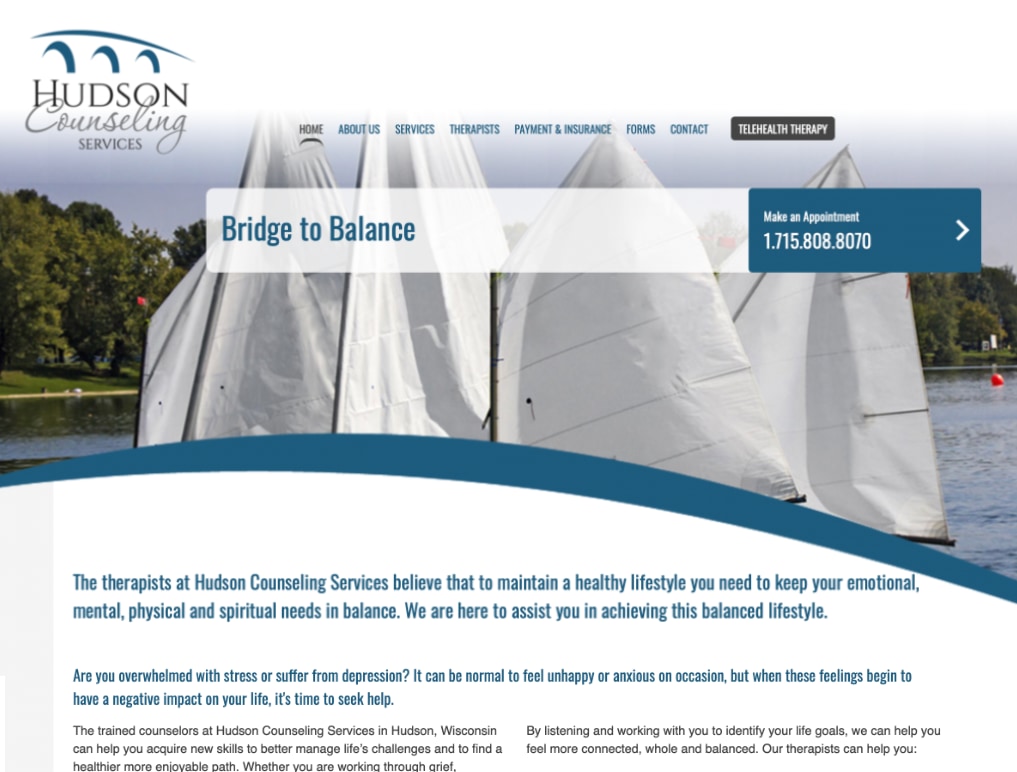 HUDSON
Counseling
SERVICES
HOME ABOUT US SERVICES THERAPISTS PAYMENT & INSURANCE FORMS CONTACT TELEHEALTH THERAPY
Bridge to Balance
Make an Appointment
1.715.808.8070
The therapists at Hudson Counseling Services believe that to maintain a healthy lifestyle you need to keep your emotional,
mental, physical and spiritual needs in balance. We are here to assist you in achieving this balanced lifestyle.
Are you overwhelmed with stress or suffer from depression? It can be normal to feel unhappy or anxious on occasion, but when these feelings begin to
have a negative impact on your life, it's time to seek help.
The trained counselors at Hudson Counseling Services in Hudson, Wisconsin
can help you acquire new skills to better manage life's challenges and to find a
healthier more enjoyable path. Whether you are working through grief,
By listening and working with you to identify your life goals, we can help you
feel more connected, whole and balanced. Our therapists can help you: